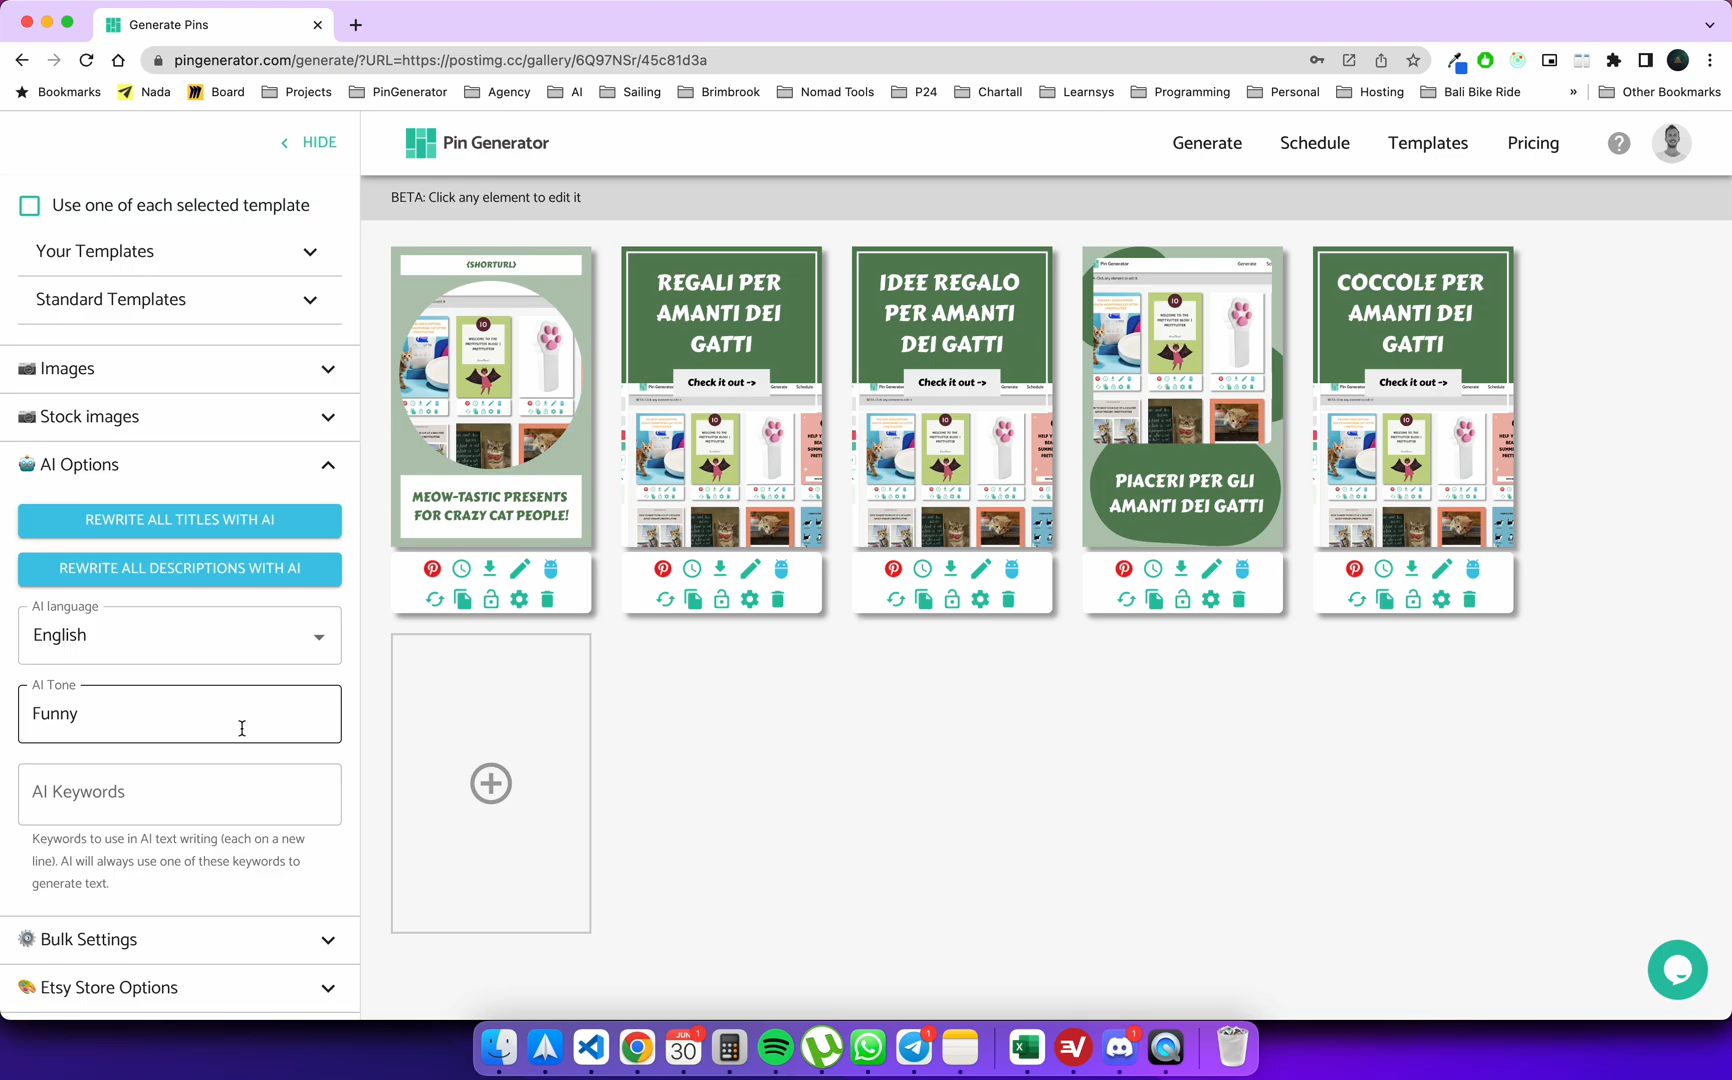 Generate Pins
pingenerator.com/generate/?URL=https://postimg.cc/gallery/6Q97NSr/45c81d3a
Bookmarks
Nada
Board
Projects
PinGenerator
Agency
AI
Sailing
Brimbrook
Nomad Tools
P24
Chartall
Learnsys
Programming
Personal
Hosting
Bali Bike Ride
»
Other Bookmarks
HIDE
Pin Generator
Generate
Schedule
Templates
Pricing
BETA: Click any element to edit it
Use one of each selected template
Your Templates
Standard Templates
Images
Stock images
AI Options
REWRITE ALL TITLES WITH AI
REWRITE ALL DESCRIPTIONS WITH AI
AI language
English
AI Tone
Funny
AI Keywords
Keywords to use in AI text writing (each on a new
line). AI will always use one of these keywords to
generate text.
Bulk Settings
Etsy Store Options
{SHORTURL}
MEOW-TASTIC PRESENTS
FOR CRAZY CAT PEOPLE!
REGALI PER
AMANTI DEI
GATTI
Check it out ->
IDEE REGALO
PER AMANTI
DEI GATTI
Check it out ->
PIACERI PER GLI
AMANTI DEI GATTI
COCCOLE PER
AMANTI DEI
GATTI
Check it out ->
JUN
30
1
1
1